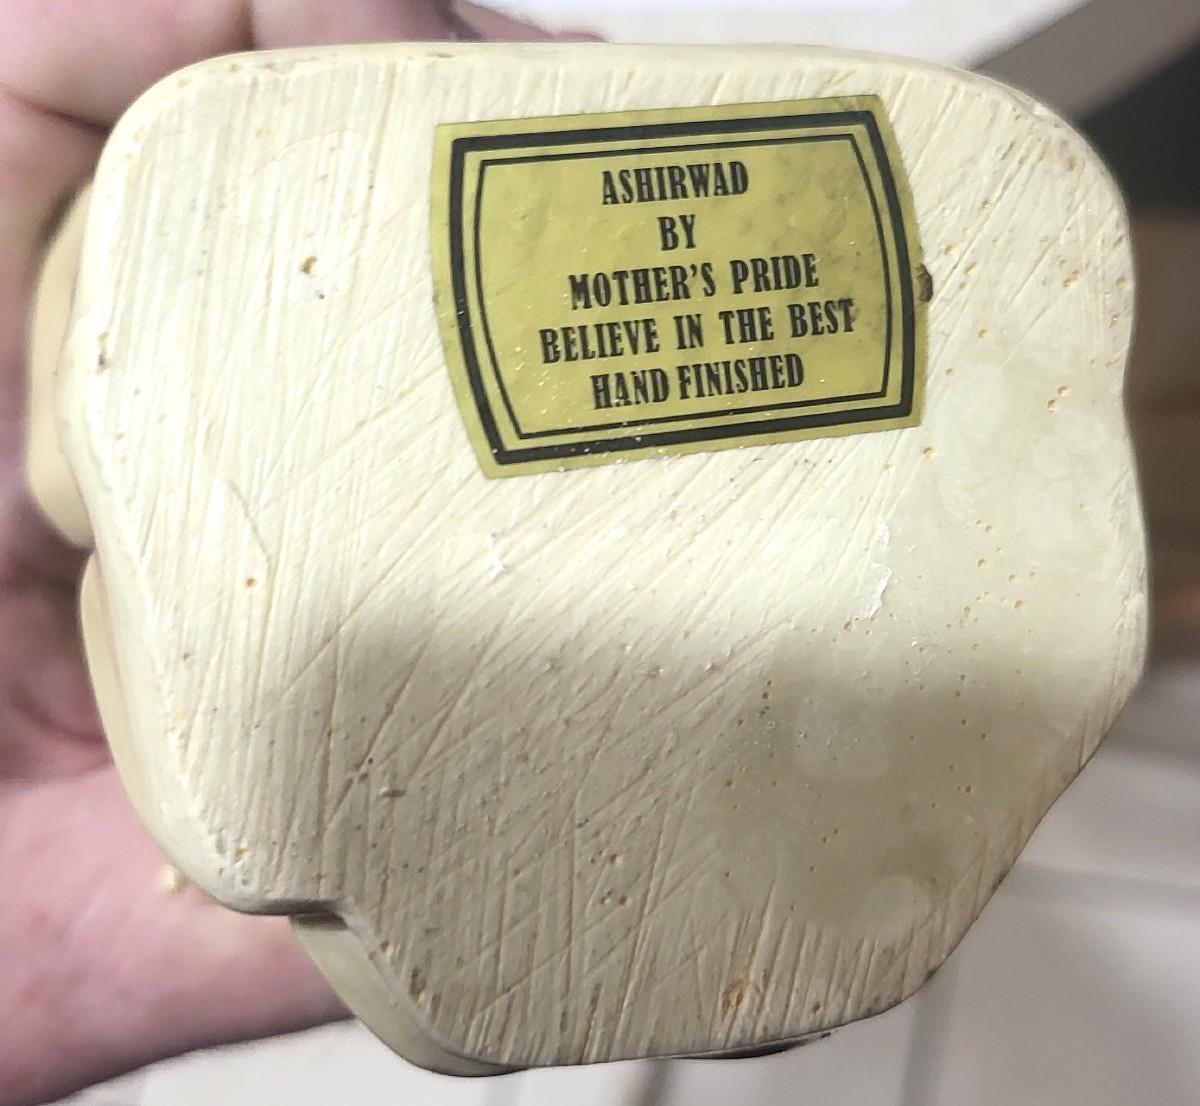 ASHIRWAD
BY
MOTHER'S PRIDE
BELIEVE IN THE BEST
HAND FINISHED